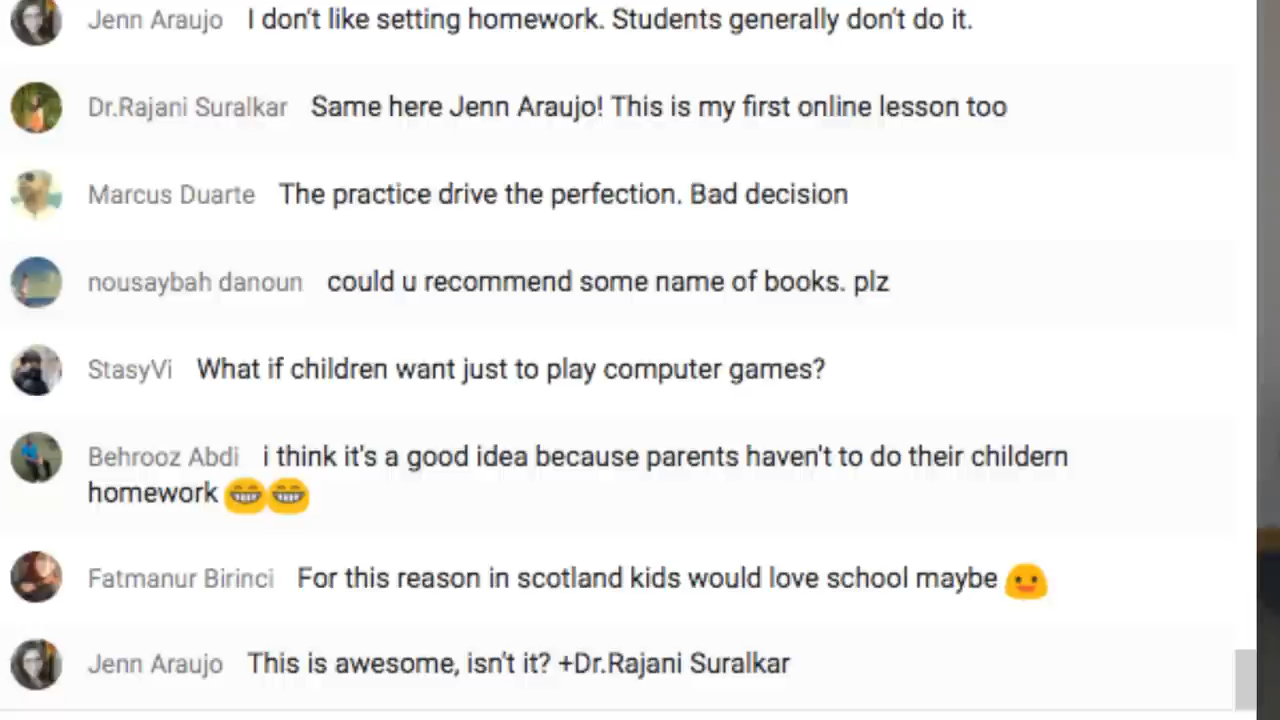 Jenn Araujo I don't like setting homework. Students generally don't do it.
Dr.Rajani Suralkar Same here Jenn Araujo! This is my first online lesson too
Marcus Duarte The practice drive the perfection. Bad decision
nousaybah danoun could u recommend some name of books. plz
StasyVi What if children want just to play computer games?
Behrooz Abdi i think it's a good idea because parents haven't to do their childern
homework 😁😁
Fatmanur Birinci For this reason in scotland kids would love school maybe 🙂
Jenn Araujo This is awesome, isn't it? +Dr.Rajani Suralkar